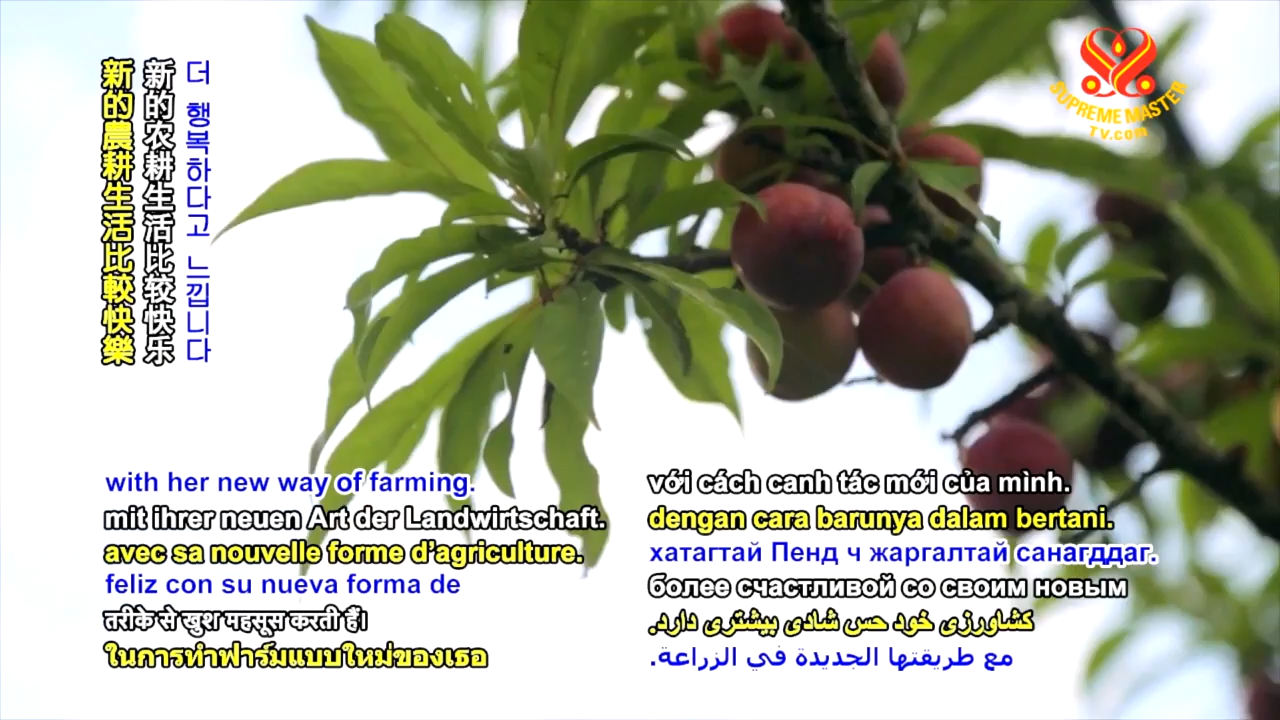 新的農耕生活比較快樂
新的农耕生活比较快乐
더 행복하다고 느낍니다
SUPREME MASTER
TV.com
with her new way of farming.
mit ihrer neuen Art der Landwirtschaft.
avec sa nouvelle forme d'agriculture.
feliz con su nueva forma de
तरीके से खुश महसूस करती हैं।
ในการทำฟาร์มแบบใหม่ของเธอ
với cách canh tác mới của mình.
dengan cara barunya dalam bertani.
хатагтай Пенд ч жаргалтай санагддаг.
более счастливой со своим новым
کشاورزی خود حس شادی بیشتری دارد.
مع طريقتها الجديدة في الزراعة.